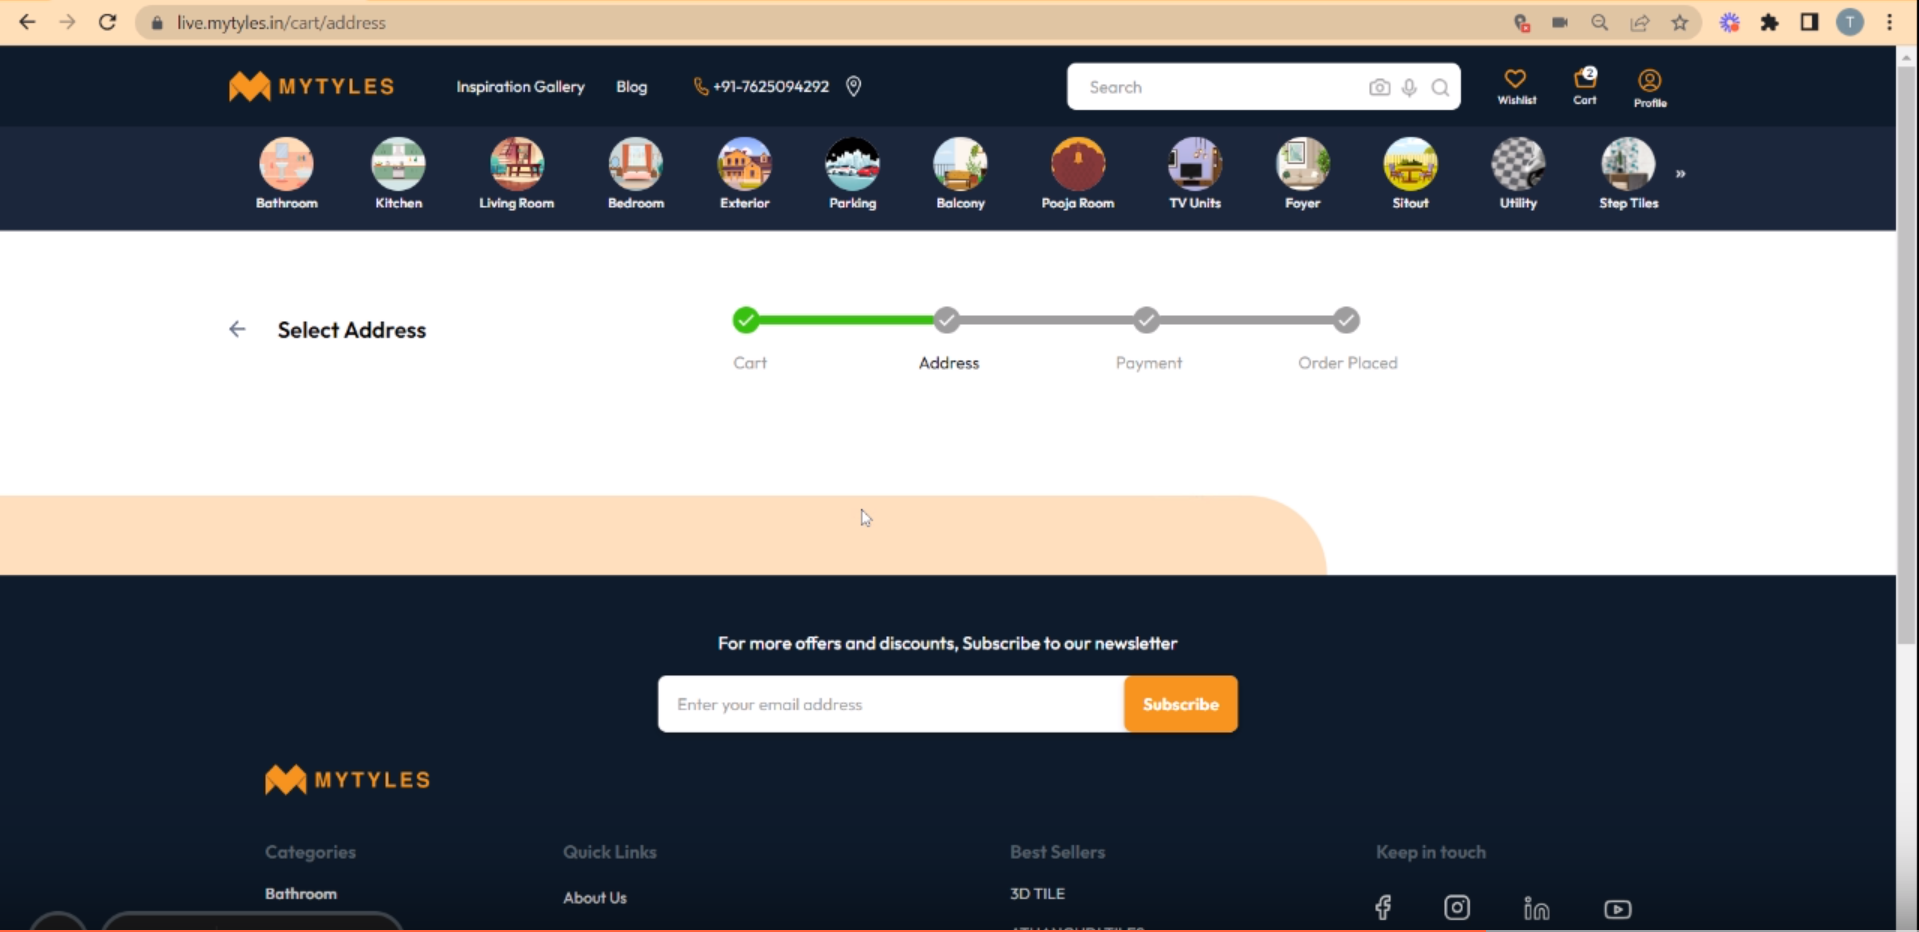 live.mytyles.in/cart/address
T
MYTYLES
Inspiration Gallery
Blog
+91-7625094292
Search
Wishlist
2
Cart
Profile
Bathroom
Kitchen
Living Room
Bedroom
Exterior
Parking
Balcony
Pooja Room
TV Units
Foyer
Sitout
Utility
Step Tiles
»
Select Address
Cart
Address
Payment
Order Placed
For more offers and discounts, Subscribe to our newsletter
Enter your email address
Subscribe
MYTYLES
Categories
Quick Links
Best Sellers
Keep in touch
Bathroom
About Us
3D TILE